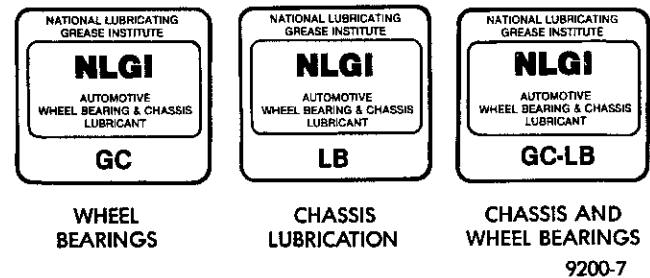 NATIONAL LUBRICATING
GREASE INSTITUTE
NLGI
AUTOMOTIVE
WHEEL BEARING & CHASSIS
LUBRICANT
GC
WHEEL
BEARINGS
NATIONAL LUBRICATING
GREASE INSTITUTE
NLGI
AUTOMOTIVE
WHEEL BEARING & CHASSIS
LUBRICANT
LB
CHASSIS
LUBRICATION
NATIONAL LUBRICATING
GREASE INSTITUTE
NLGI
AUTOMOTIVE
WHEEL BEARING & CHASSIS
LUBRICANT
GC-LB
CHASSIS AND
WHEEL BEARINGS
9200-7